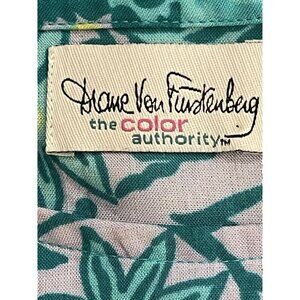 Diane Von Furstenberg
the color
authority™